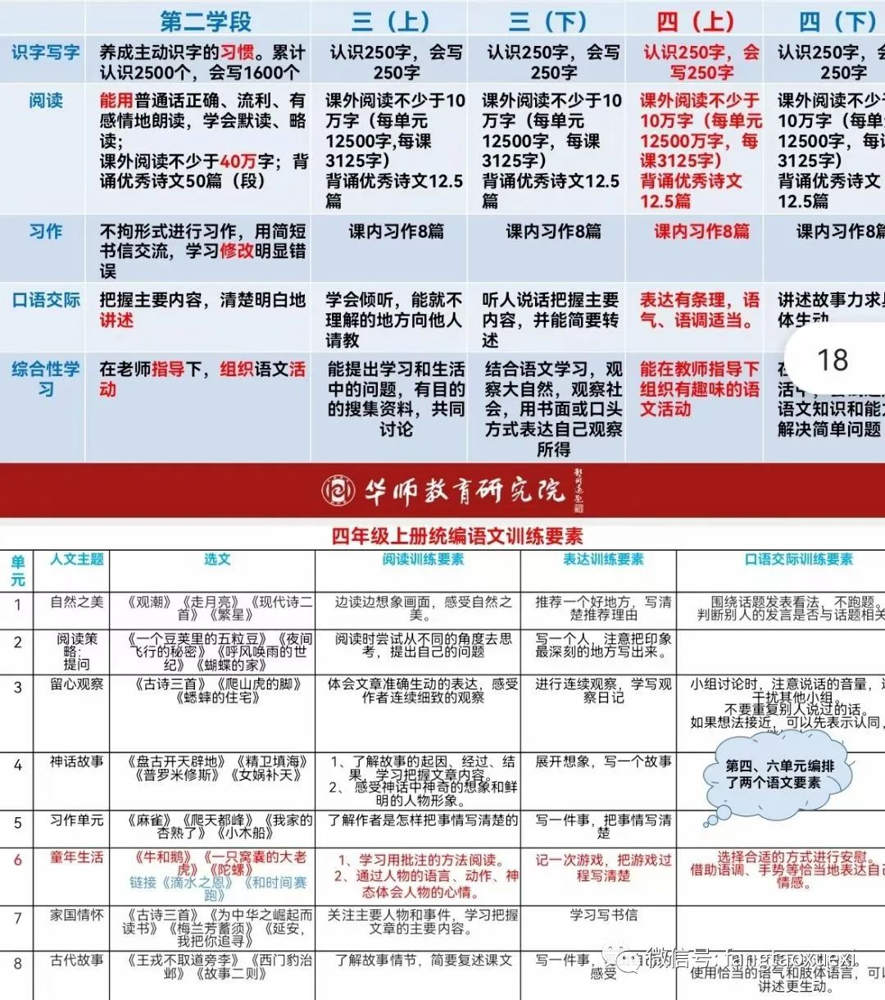 第二学段
三（上）
三（下）
四（上）
四（下）
识字写字
养成主动识字的习惯。累计
认识2500个，会写1600个
认识250字，会写
250字
认识250字，会写
250字
认识250字，会
写250字
认识250字，会
250字
阅读
能用普通话正确、流利、有
感情地朗读，学会默读、略
读；
课外阅读不少于40万字；背
诵优秀诗文50篇（段）
课外阅读不少于10
万字（每单元
12500字,每课
3125字）
背诵优秀诗文12.5
篇
课外阅读不少于10
万字（每单元
12500字，每课
3125字）
背诵优秀诗文12.5
篇
课外阅读不少于
10万字（每单元
12500万字，每
课3125字）
背诵优秀诗文
12.5篇
课外阅读不少
10万字（每单
12500字，每
3125字）
背诵优秀诗文
12.5篇
习作
不拘形式进行习作，用简短
书信交流，学习修改明显错
误
课内习作8篇
课内习作8篇
课内习作8篇
课内习作8篇
口语交际
把握主要内容，清楚明白地
讲述
学会倾听，能就不
理解的地方向他人
请教
听人说话把握主要
内容，并能简要转
述
表达有条理，语
气、语调适当。
讲述故事力求
体生动
18
综合性学
习
在老师指导下，组织语文活
动
能提出学习和生活
中的问题，有目的
的搜集资料，共同
讨论
结合语文学习，观
察大自然，观察社
会，用书面或口头
方式表达自己观察
所得
能在教师指导下
组织有趣味的语
文活动
语文知识和能
解决简单问题
华师教育研究院
四年级上册统编语文训练要素
单
元
人文主题
选文
阅读训练要素
表达训练要素
口语交际训练要素
1
自然之美
《观潮》《走月亮》《现代诗二
首》《繁星》
边读边想象画面，感受自然之
美。
推荐一个好地方，写清
楚推荐理由
围绕话题发表看法，不跑题。
判断别人的发言是否与话题相关
2
阅读策
略：
提问
《一个豆荚里的五粒豆》《夜间
飞行的秘密》《呼风唤雨的世
纪》《蝴蝶的家》
阅读时尝试从不同的角度去思
考，提出自己的问题
写一个人，注意把印象
最深刻的地方写出来。
3
留心观察
《古诗三首》《爬山虎的脚》
《蟋蟀的住宅》
体会文章准确生动的表达，感受
作者连续细致的观察
进行连续观察，学写观
察日记
小组讨论时，注意说话的音量，
干扰其他小组。
不要重复别人说过的话。
如果想法接近，可以先表示认同，
4
神话故事
《盘古开天辟地》《精卫填海》
《普罗米修斯》《女娲补天》
1、了解故事的起因、经过、结
果，学习把握文章内容。
2、 感受神话中神奇的想象和鲜
明的人物形象。
展开想象，写一个故事
第四、六单元编排
了两个语文要素
5
习作单元
《麻雀》《爬天都峰》《我家的
杏熟了》《小木船》
了解作者是怎样把事情写清楚的
写一件事，把事情写清
楚
6
童年生活
《牛和鹅》《一只窝囊的大老
虎》《陀螺》
链接《滴水之恩》《和时间赛
跑》
1、学习用批注的方法阅读。
2、通过人物的语言、动作、神
态体会人物的心情。
记一次游戏，把游戏过
程写清楚
选择合适的方式进行安慰。
借助语调、手势等恰当地表达自
情感。
7
家国情怀
《古诗三首》《为中华之崛起而
读书》《梅兰芳蓄须》《延安，
我把你追寻》
关注主要人物和事件，学习把握
文章的主要内容。
学习写书信
8
古代故事
《王戎不取道旁李》《西门豹治
邺》《故事二则》
了解故事情节，简要复述课文
写一件事，
感受
使用恰当的语气和肢体语言，可
讲述更生动。
微信号: fangtaoxuexi